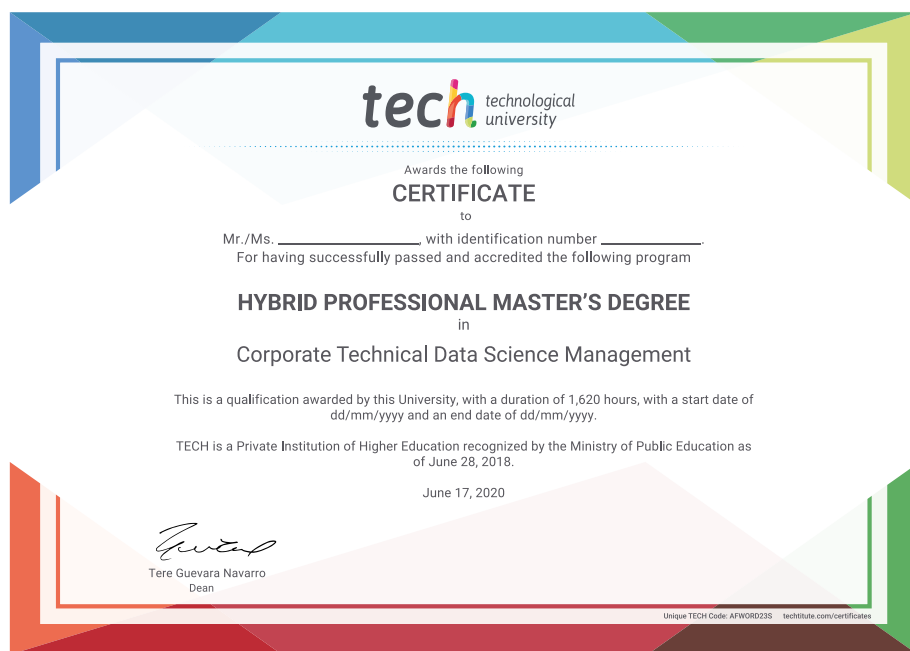 tech technological
university
Awards the following
CERTIFICATE
to
Mr./Ms. ____________________, with identification number ______________.
For having successfully passed and accredited the following program
HYBRID PROFESSIONAL MASTER'S DEGREE
in
Corporate Technical Data Science Management
This is a qualification awarded by this University, with a duration of 1,620 hours, with a start date of
dd/mm/yyyy and an end date of dd/mm/yyyy.
TECH is a Private Institution of Higher Education recognized by the Ministry of Public Education as
of June 28, 2018.
June 17, 2020
Tere Guevara Navarro
Dean
Unique TECH Code: AFWORD23S techtitute.com/certificates